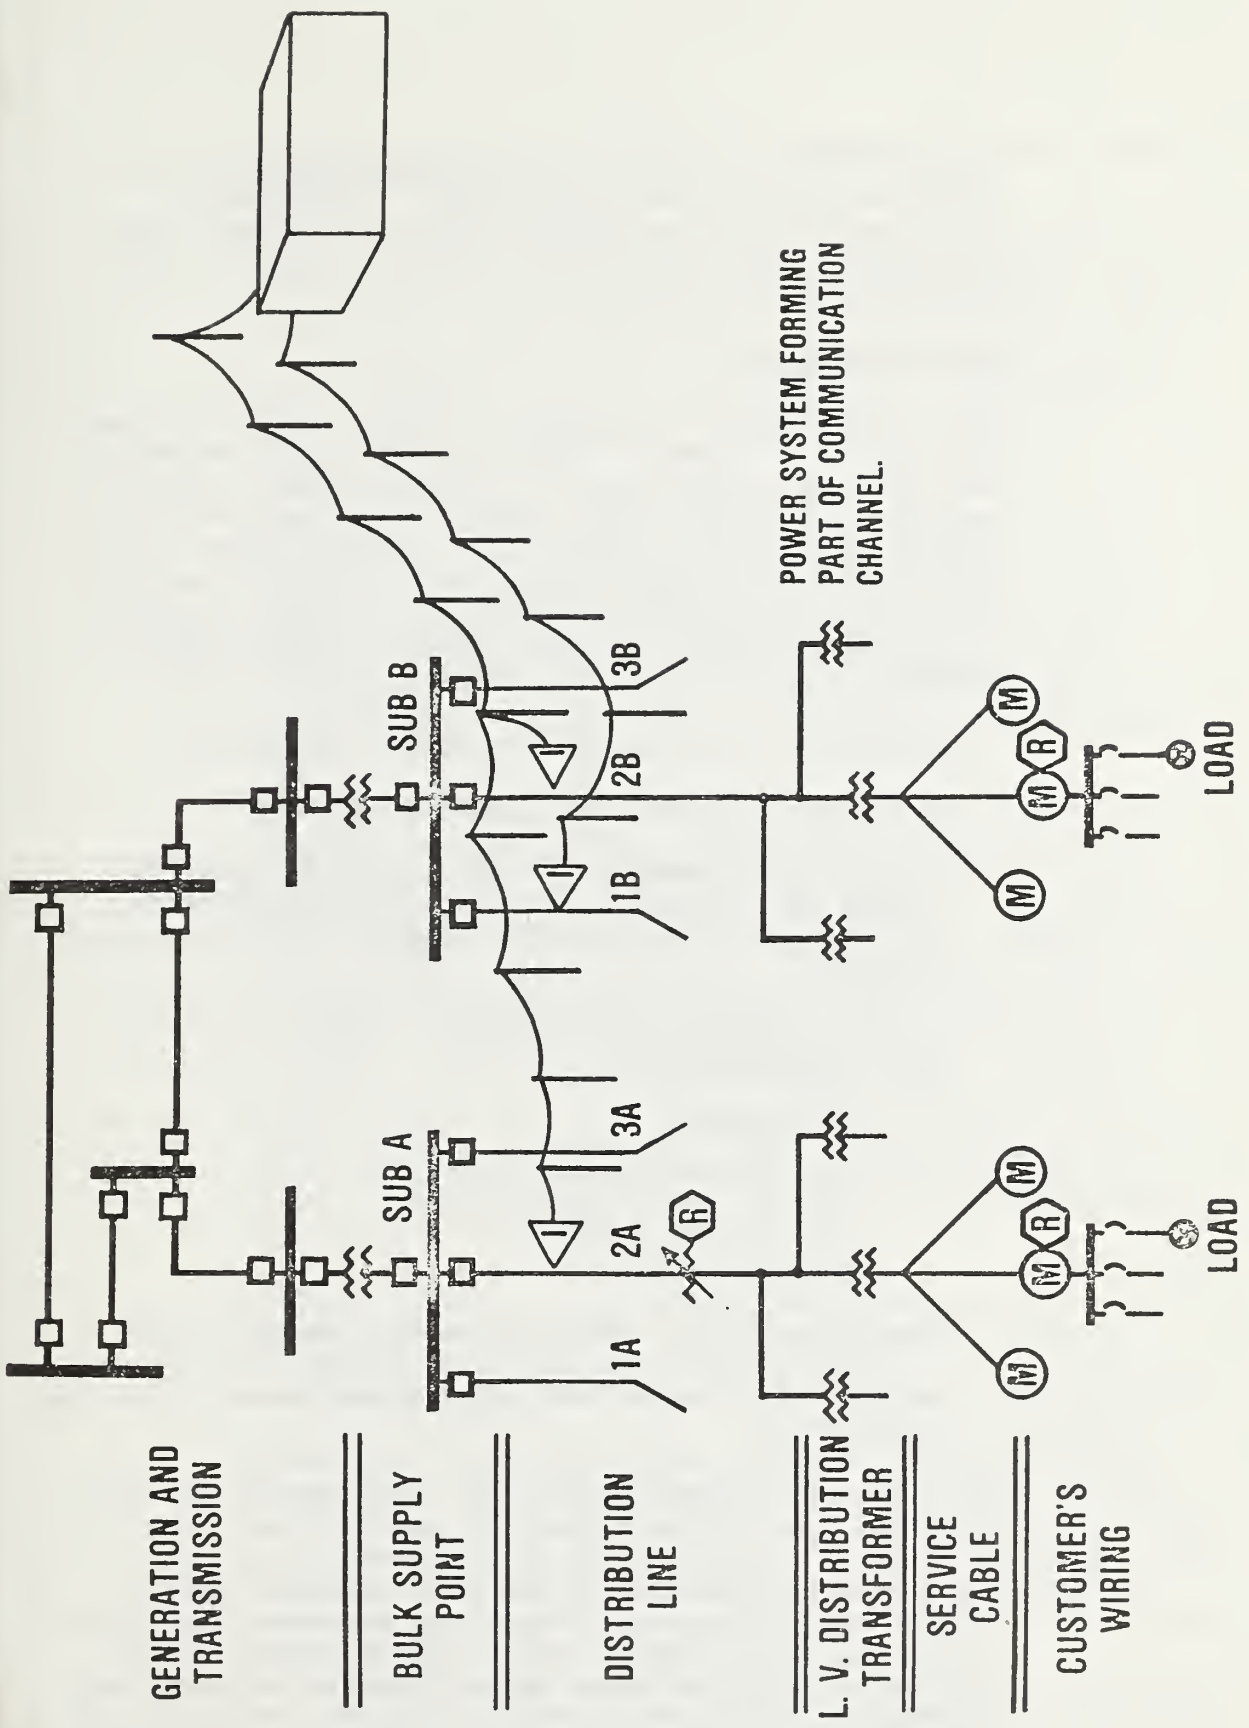 GENERATION AND
TRANSMISSION
BULK SUPPLY
POINT
DISTRIBUTION
LINE
L. V. DISTRIBUTION
TRANSFORMER
SERVICE
CABLE
CUSTOMER'S
WIRING
SUB A
SUB B
1A
2A
3A
1B
2B
3B
I
I
I
R
M
M
R
M
M
M
R
M
LOAD
LOAD
POWER SYSTEM FORMING
PART OF COMMUNICATION
CHANNEL.